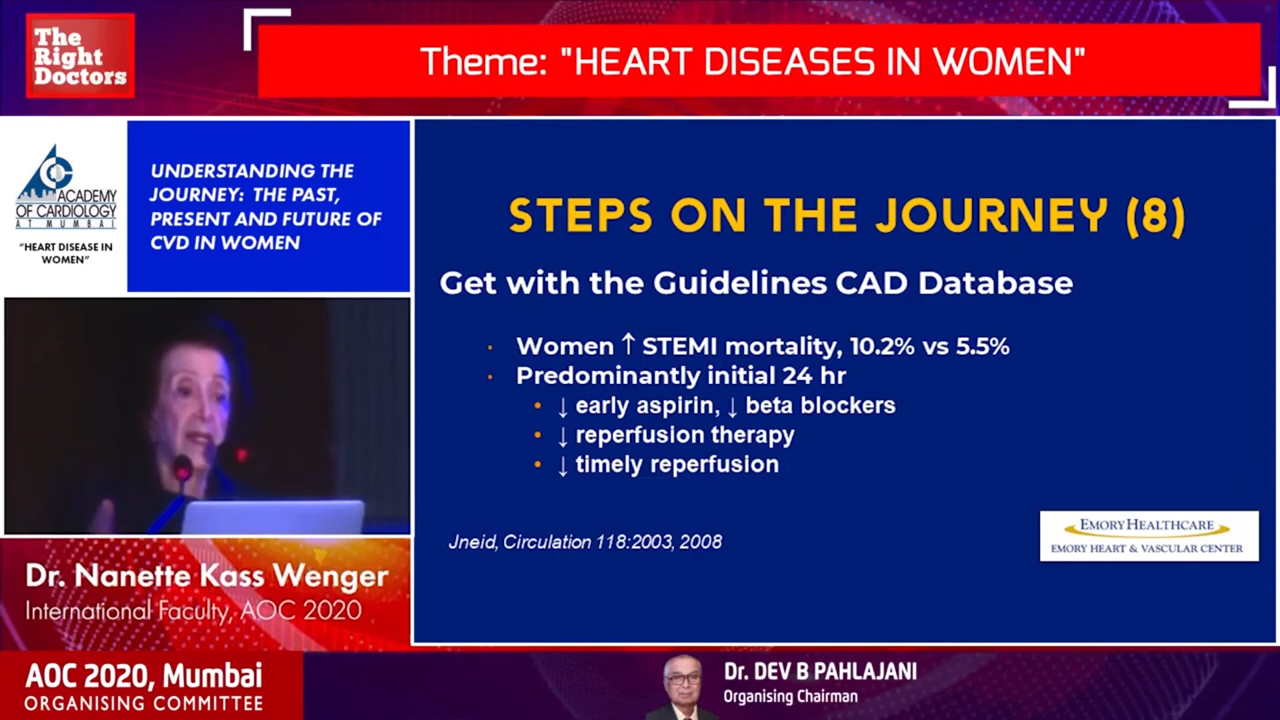 The
Right
Doctors
Theme: "HEART DISEASES IN WOMEN"
ACADEMY
OF CARDIOLOGY
AT MUMBAI
"HEART DISEASE IN
WOMEN"
UNDERSTANDING THE
JOURNEY: THE PAST,
PRESENT AND FUTURE OF
CVD IN WOMEN
STEPS ON THE JOURNEY (8)
Get with the Guidelines CAD Database
· Women ↑ STEMI mortality, 10.2% vs 5.5%
· Predominantly initial 24 hr
• ↓ early aspirin, ↓ beta blockers
• ↓ reperfusion therapy
• ↓ timely reperfusion
Jneid, Circulation 118:2003, 2008
EMORY HEALTHCARE
EMORY HEART & VASCULAR CENTER
Dr. Nanette Kass Wenger
International Faculty, AOC 2020
AOC 2020, Mumbai
ORGANISING COMMITTEE
Dr. DEV B PAHLAJANI
Organising Chairman